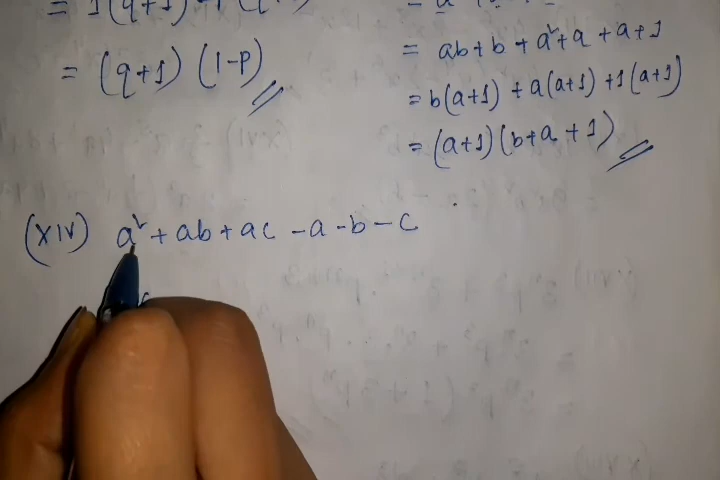 = (q+1) (1-p)
= ab+b + a²+a + a+1
= b(a+1) + a(a+1) +1(a+1)
= (a+1)(b+a+1)
(XIV) a² + ab + ac - a - b - c